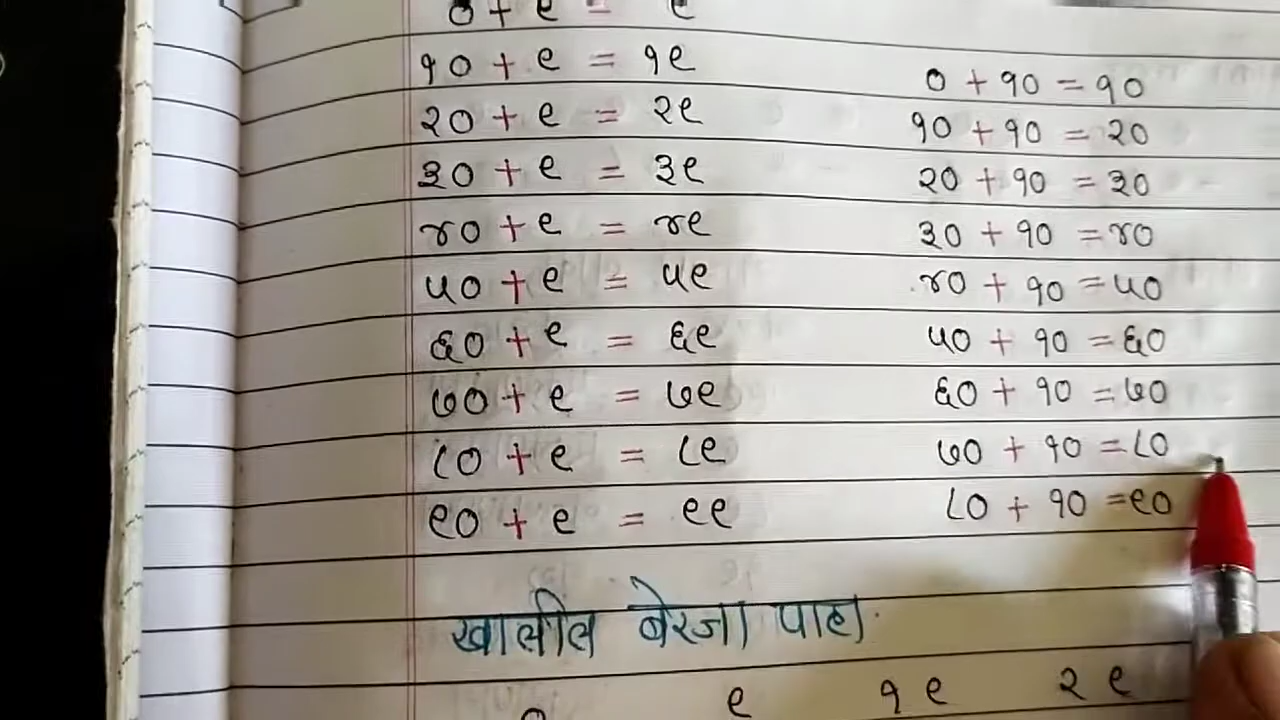 ० + ९ = ९
१० + ९ = १९
२० + ९ = २९
३० + ९ = ३९
४० + ९ = ४९
५० + ९ = ५९
६० + ९ = ६९
७० + ९ = ७९
८० + ९ = ८९
९० + ९ = ९९
० + १० = १०
१० + १० = २०
२० + १० = ३०
३० + १० = ४०
४० + १० = ५०
५० + १० = ६०
६० + १० = ७०
७० + १० = ८०
८० + १० = ९०
खालील बेरजा पाहा.
९ १९ २९